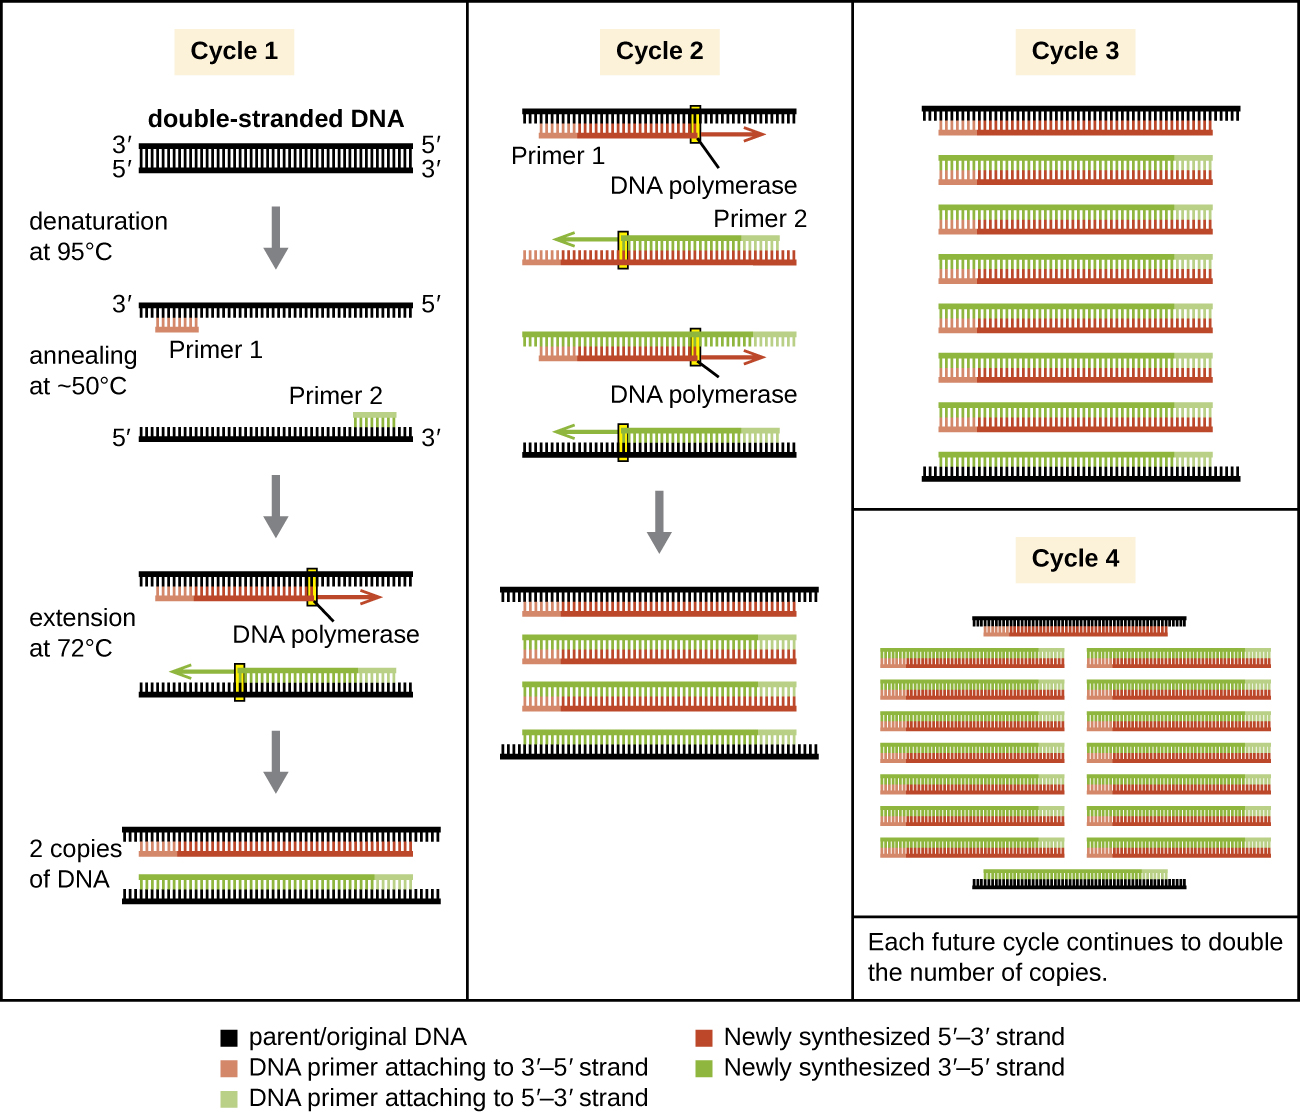 Cycle 1
double-stranded DNA
3′ 5′
5′ 3′
denaturation
at 95°C
3′ 5′
Primer 1
annealing
at ~50°C
Primer 2
5′ 3′
extension
at 72°C
DNA polymerase
2 copies
of DNA
Cycle 2
Primer 1
DNA polymerase
Primer 2
DNA polymerase
Cycle 3
Cycle 4
Each future cycle continues to double
the number of copies.
parent/original DNA
DNA primer attaching to 3′–5′ strand
DNA primer attaching to 5′–3′ strand
Newly synthesized 5′–3′ strand
Newly synthesized 3′–5′ strand